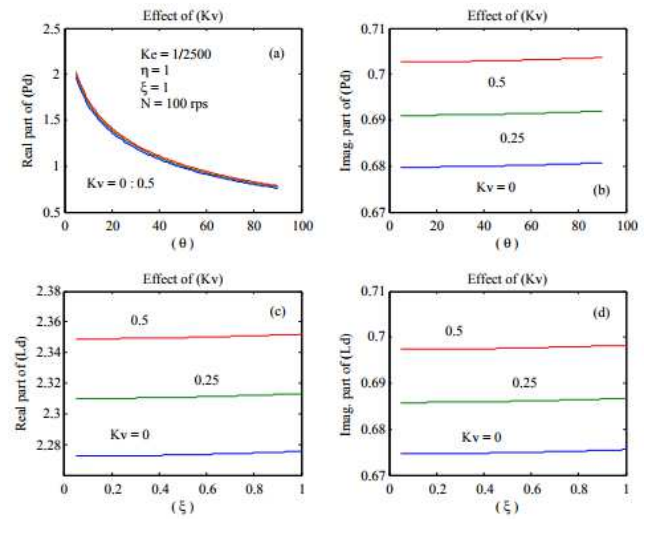 Effect of (Kv)
2.5
2
1.5
1
0.5
Real part of (Pd)
Ke = 1/2500
η = 1
ξ = 1
N = 100 rps
(a)
Kv = 0 : 0.5
0 20 40 60 80 100
( θ )
Effect of (Kv)
0.71
0.7
0.69
0.68
0.67
Imag. part of (Pd)
0.5
0.25
Kv = 0
(b)
0 20 40 60 80 100
( θ )
Effect of (Kv)
2.38
2.36
2.34
2.31
2.3
2.28
Real part of (Ld)
(c)
0.5
0.25
Kv = 0
0 0.2 0.4 0.6 0.8 1
( ξ )
Effect of (Kv)
0.71
0.7
0.69
0.68
0.67
Imag. part of (Ld)
(d)
0.5
0.25
Kv = 0
0 0.2 0.4 0.6 0.8 1
( ξ )